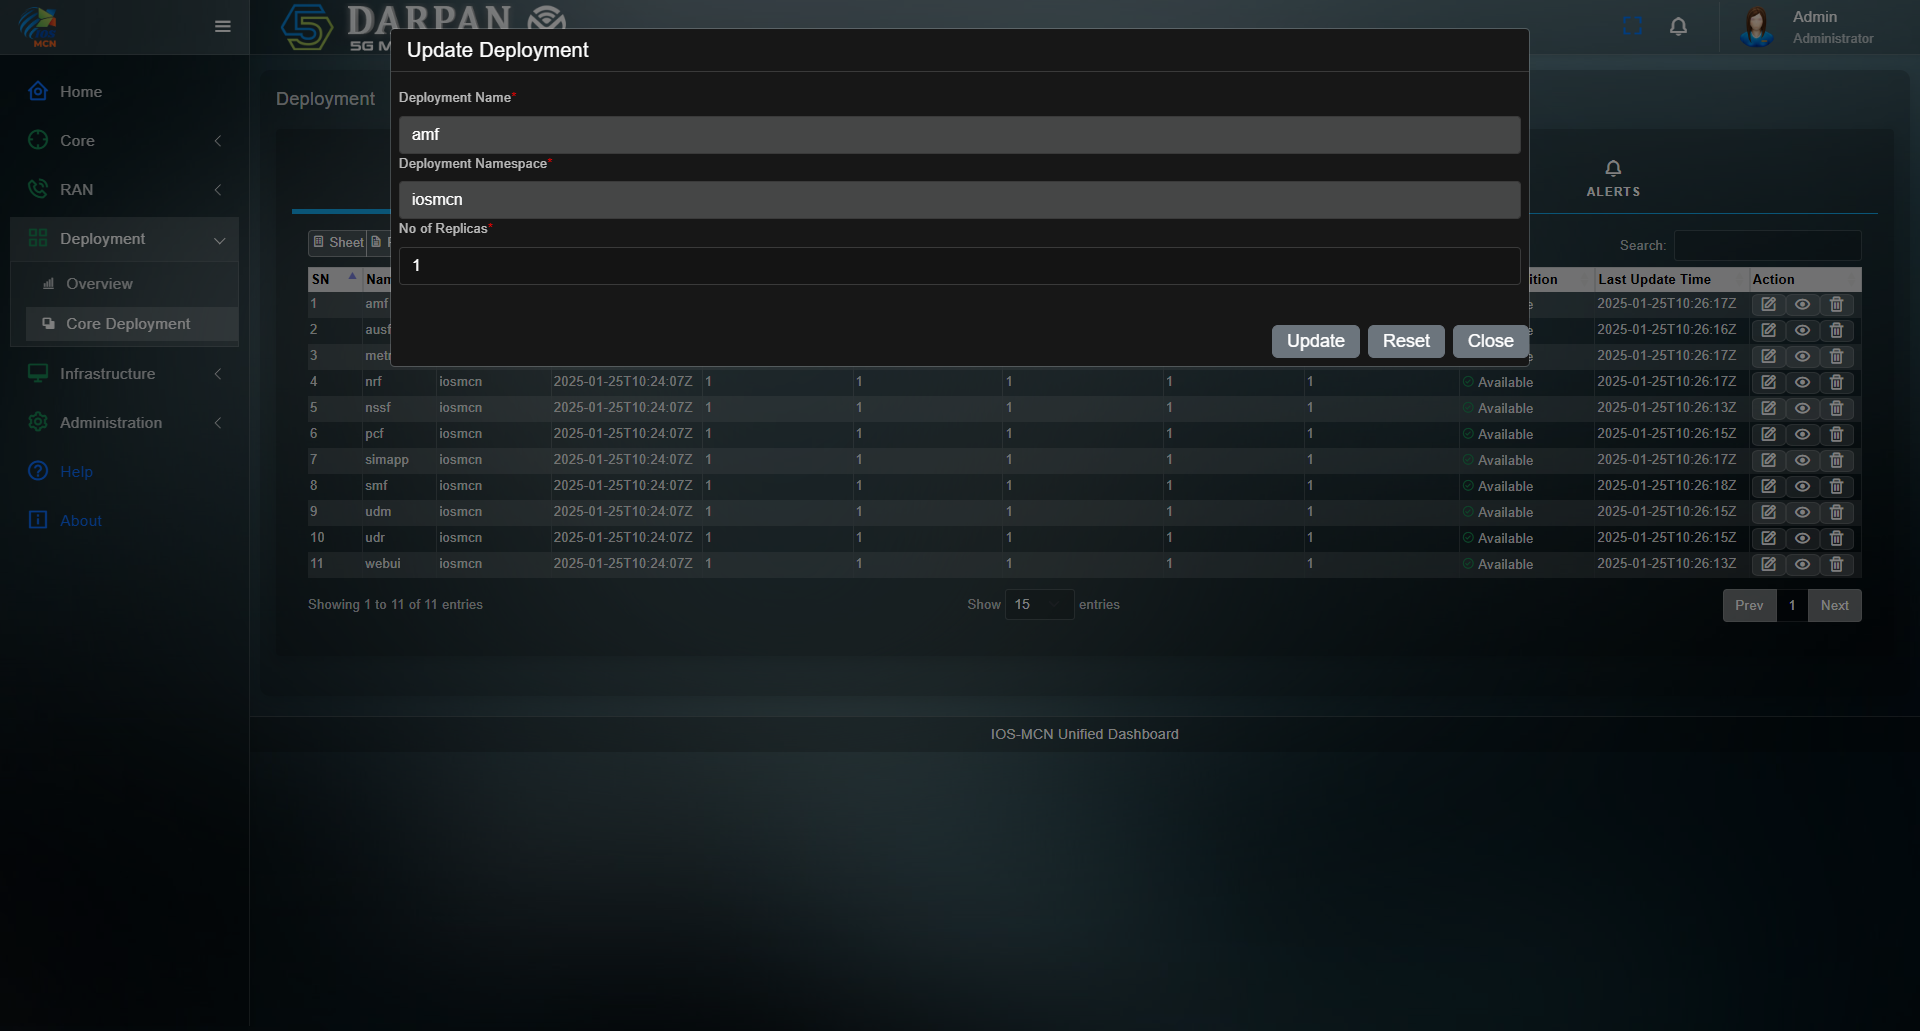 MCN
DARPAN
5G M
Admin
Administrator
Home
Core
RAN
Deployment
Overview
Core Deployment
Infrastructure
Administration
Help
About
Deployment
Update Deployment
Deployment Name*
amf
Deployment Namespace*
iosmcn
No of Replicas*
1
Update Reset Close
ALERTS
Sheet
Search:
SN Nam ition Last Update Time Action
1 amf e 2025-01-25T10:26:17Z
2 ausf e 2025-01-25T10:26:16Z
3 metr e 2025-01-25T10:26:17Z
4 nrf iosmcn 2025-01-25T10:24:07Z 1 1 1 1 1 Available 2025-01-25T10:26:17Z
5 nssf iosmcn 2025-01-25T10:24:07Z 1 1 1 1 1 Available 2025-01-25T10:26:13Z
6 pcf iosmcn 2025-01-25T10:24:07Z 1 1 1 1 1 Available 2025-01-25T10:26:15Z
7 simapp iosmcn 2025-01-25T10:24:07Z 1 1 1 1 1 Available 2025-01-25T10:26:17Z
8 smf iosmcn 2025-01-25T10:24:07Z 1 1 1 1 1 Available 2025-01-25T10:26:18Z
9 udm iosmcn 2025-01-25T10:24:07Z 1 1 1 1 1 Available 2025-01-25T10:26:15Z
10 udr iosmcn 2025-01-25T10:24:07Z 1 1 1 1 1 Available 2025-01-25T10:26:15Z
11 webui iosmcn 2025-01-25T10:24:07Z 1 1 1 1 1 Available 2025-01-25T10:26:13Z
Showing 1 to 11 of 11 entries
Show 15 entries
Prev 1 Next
IOS-MCN Unified Dashboard